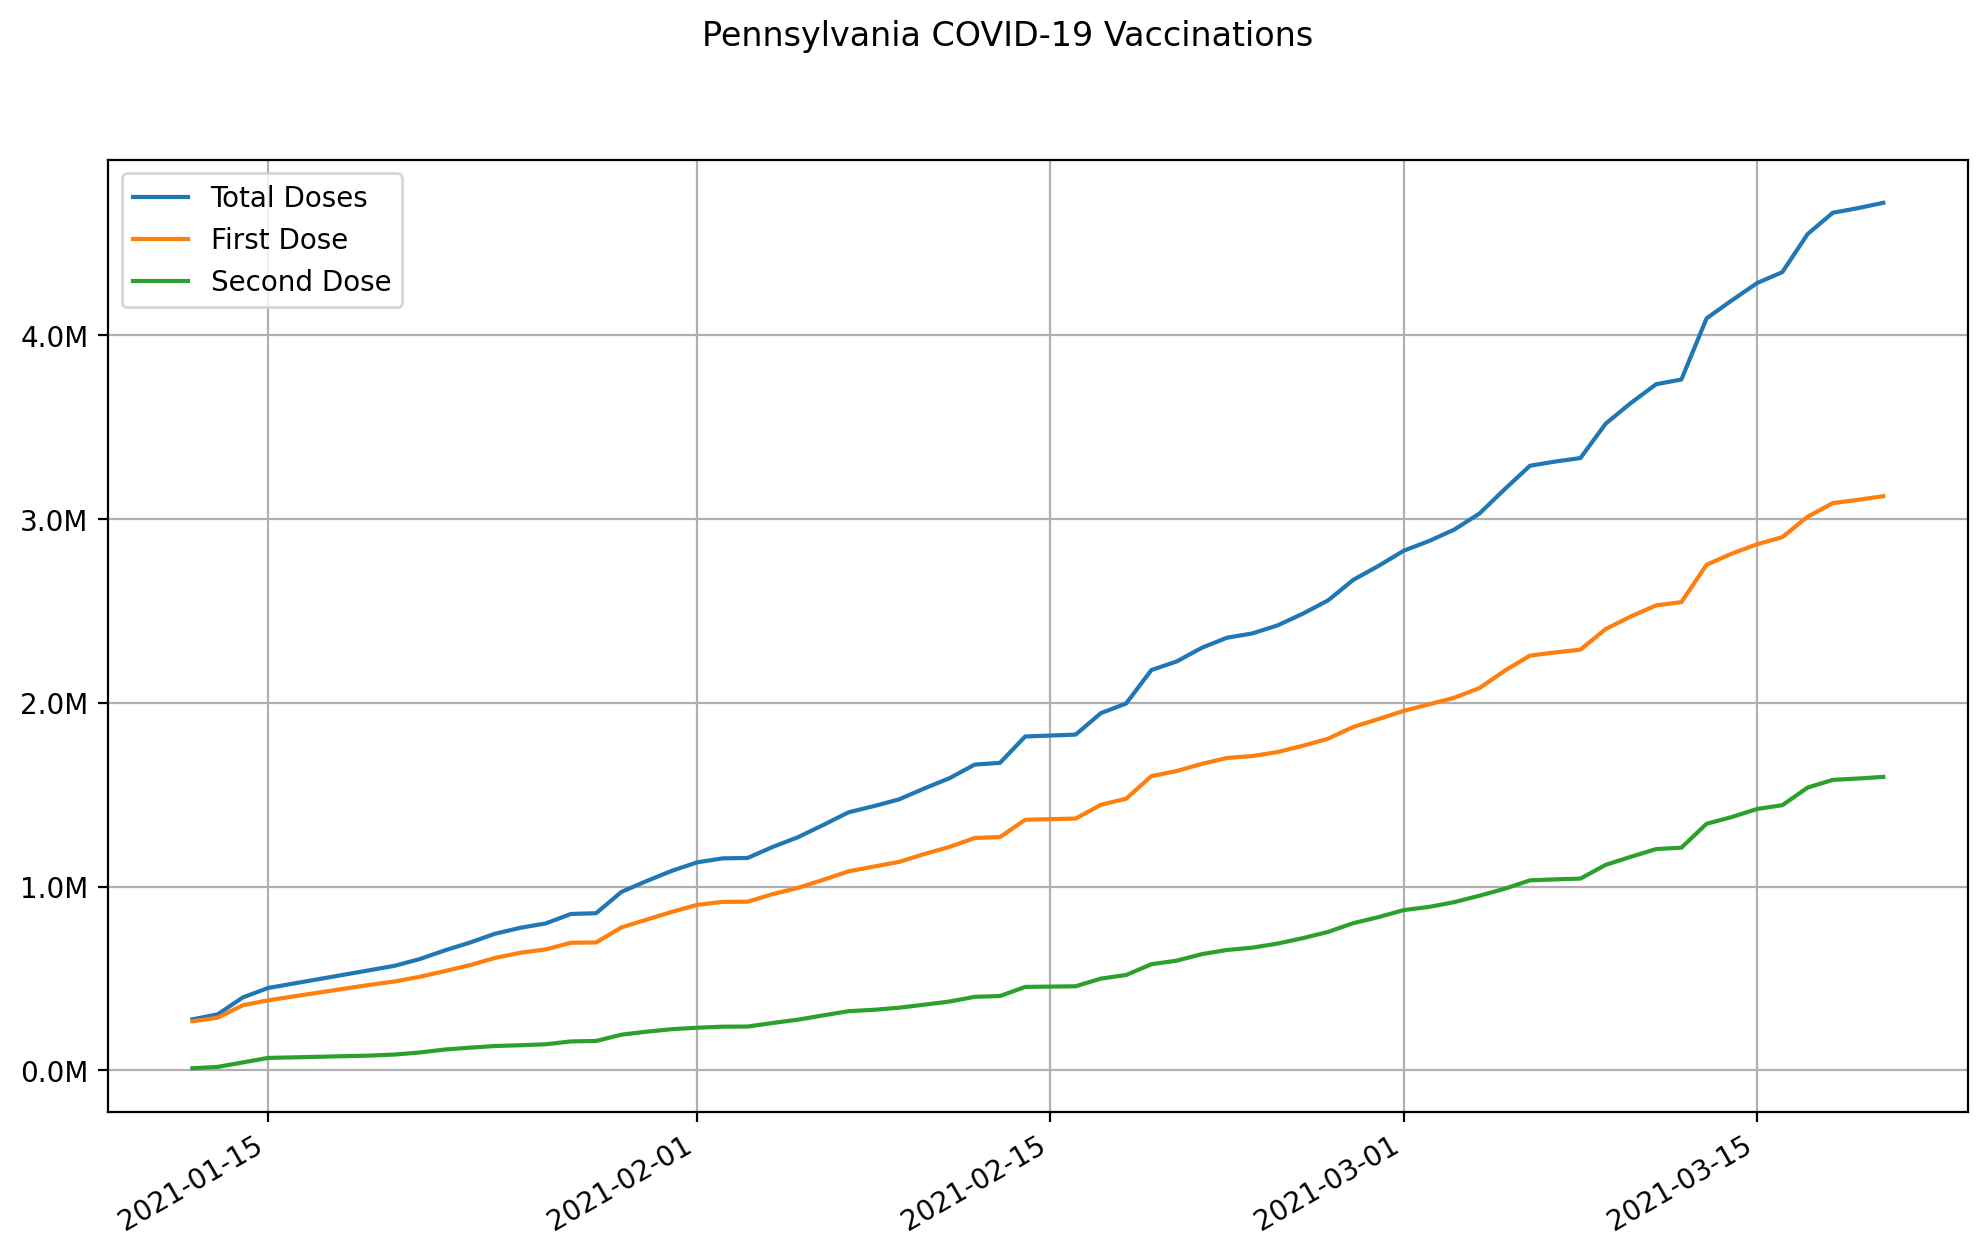 Pennsylvania COVID-19 Vaccinations
Total Doses
First Dose
Second Dose
4.0M
3.0M
2.0M
1.0M
0.0M
2021-01-15
2021-02-01
2021-02-15
2021-03-01
2021-03-15